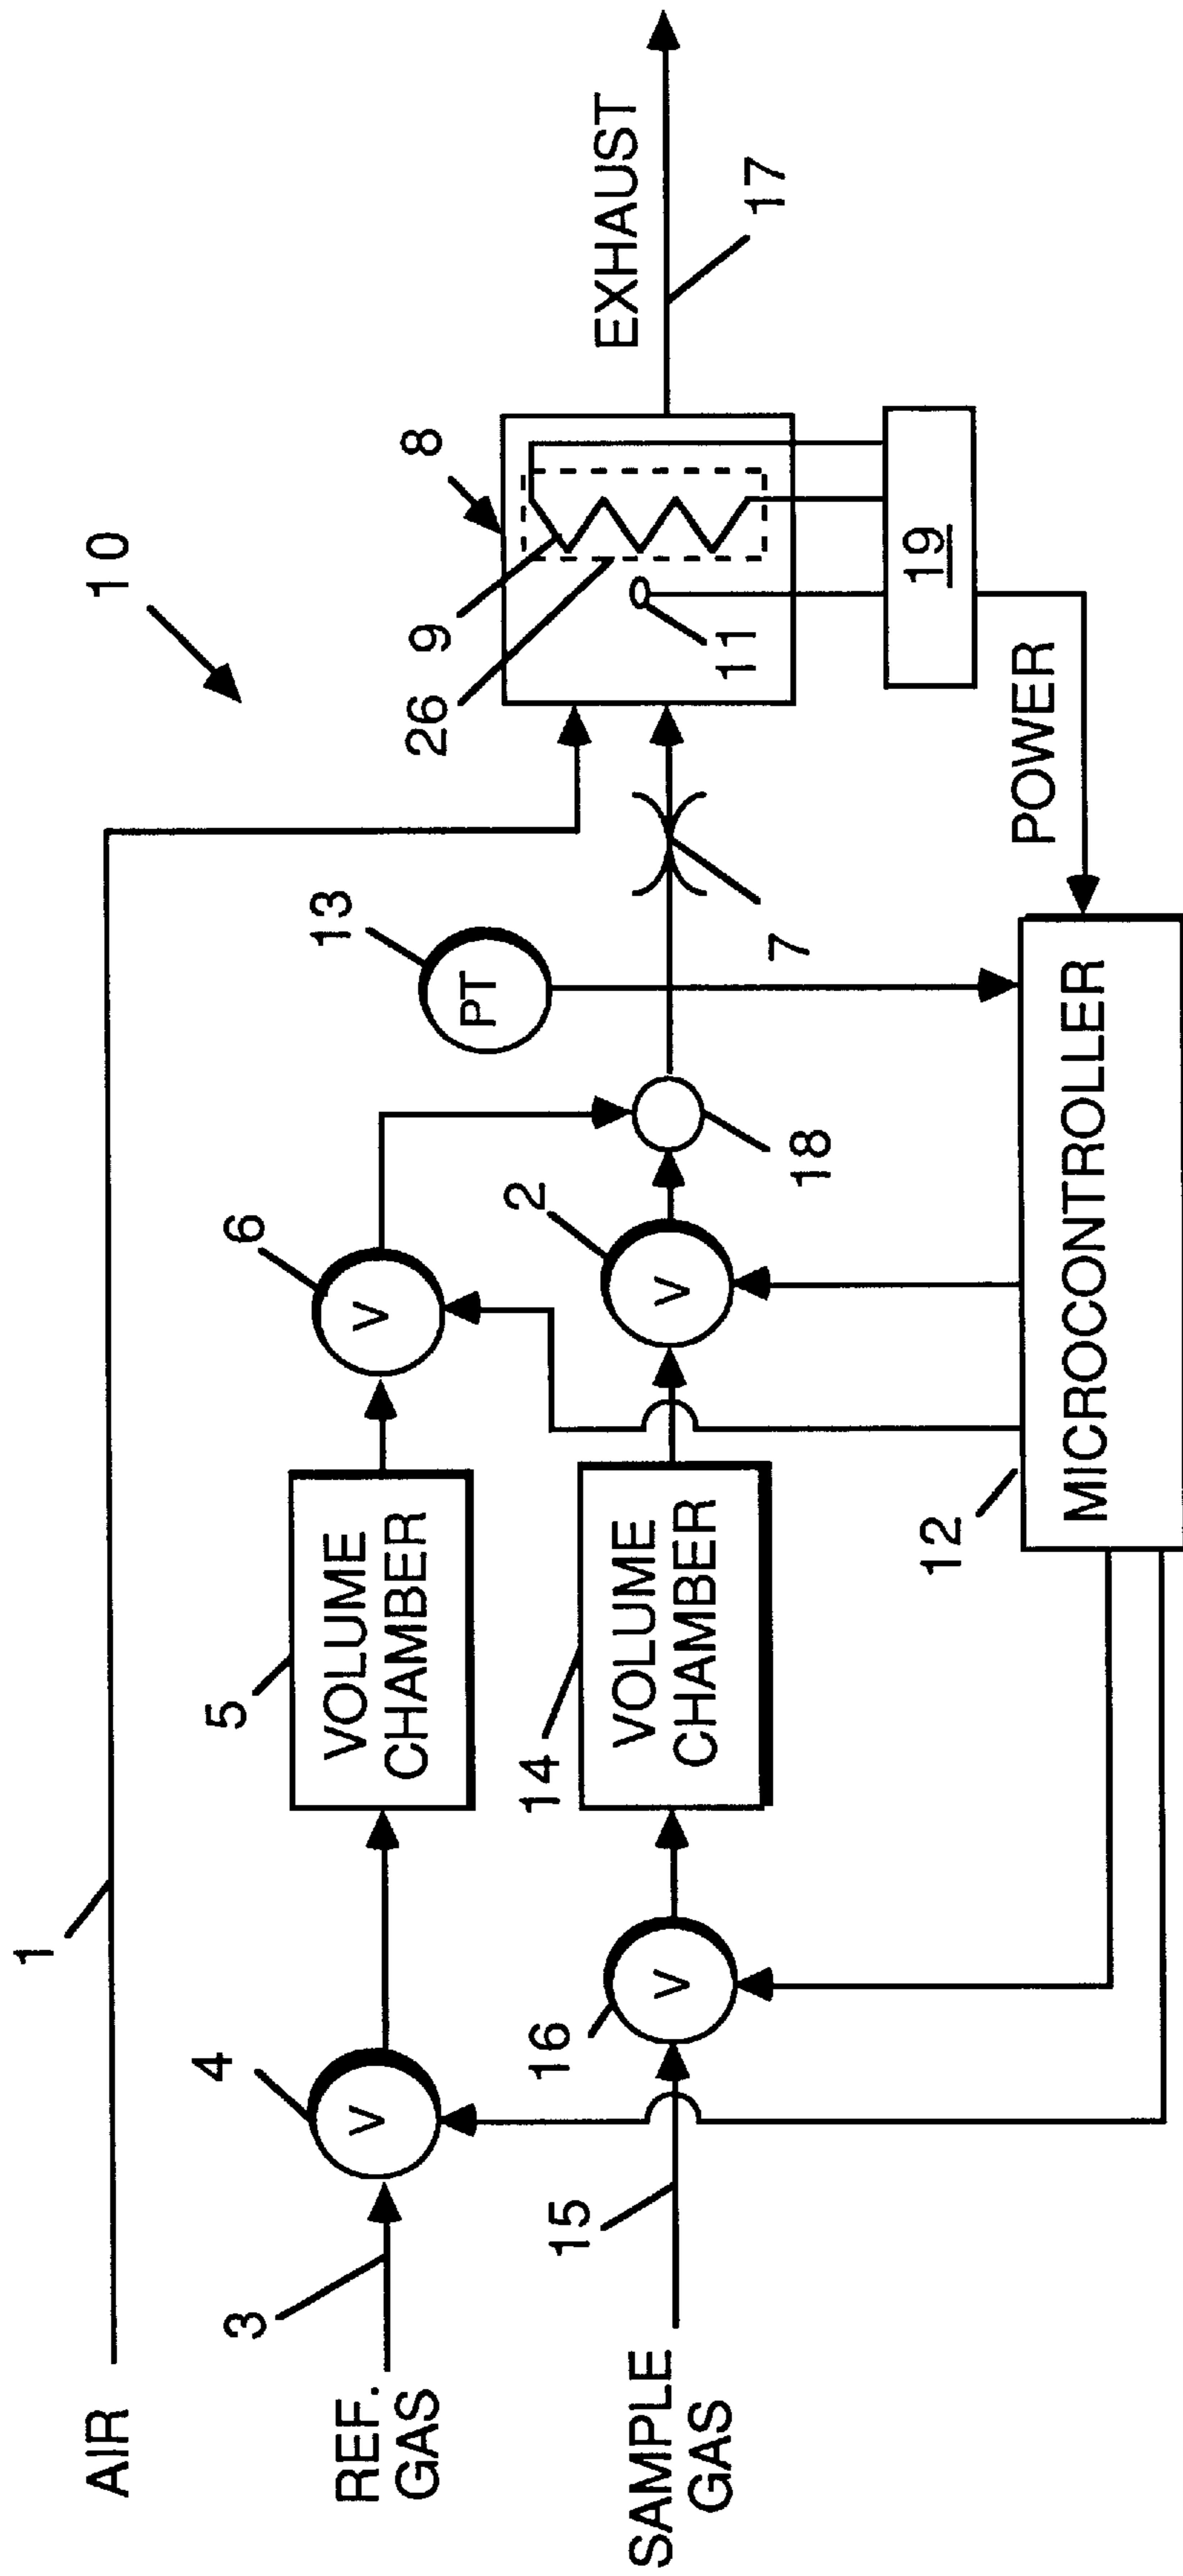 10
1
AIR
3
REF.
GAS
4
V
5
VOLUME
CHAMBER
6
V
13
PT
8
9
26
11
EXHAUST
17
15
SAMPLE
GAS
16
V
14
VOLUME
CHAMBER
2
V
18
7
19
POWER
12
MICROCONTROLLER